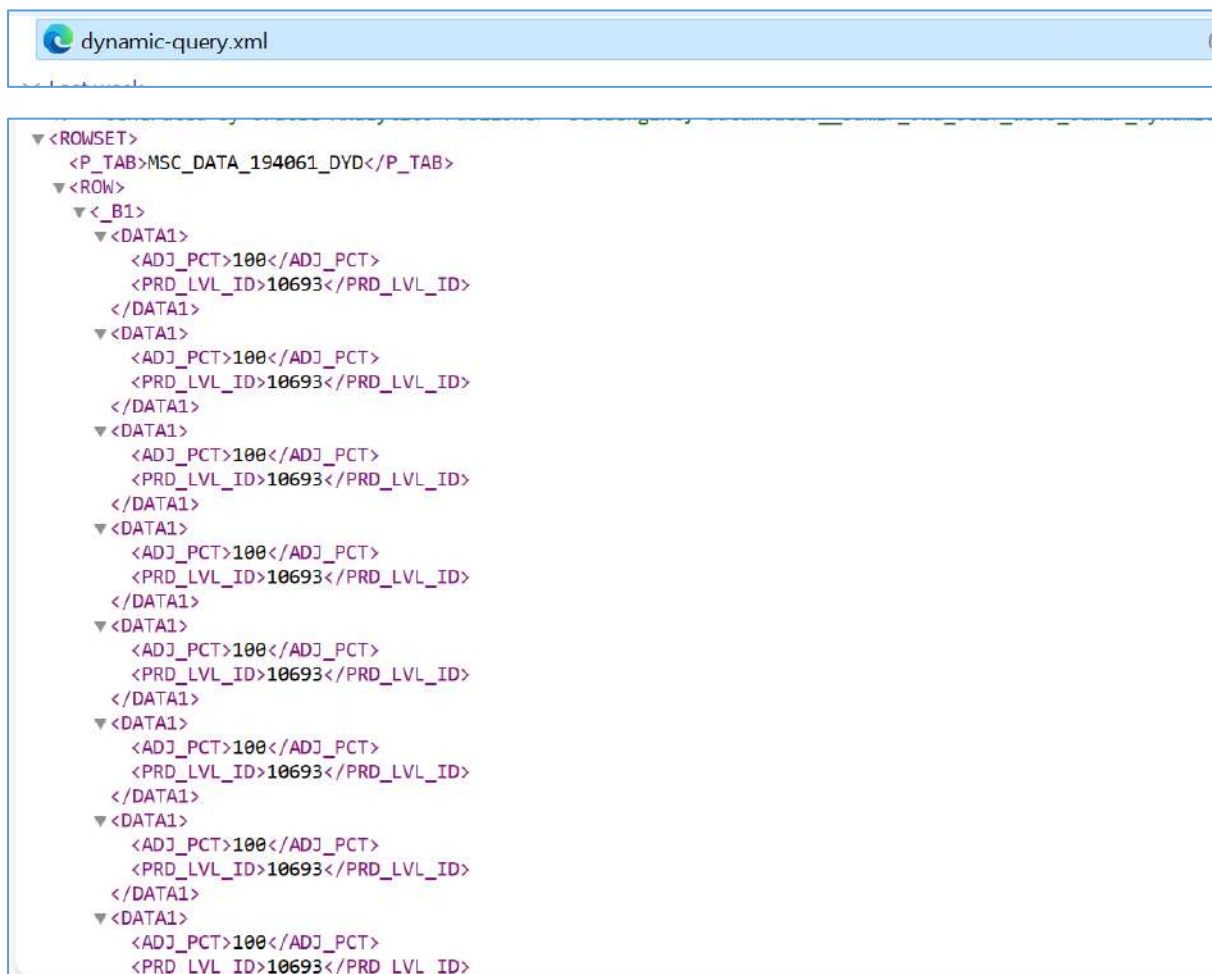 dynamic-query.xml
<ROWSET>
<P_TAB>MSC_DATA_194061_DYD</P_TAB>
<ROW>
<_B1>
<DATA1>
<ADJ_PCT>100</ADJ_PCT>
<PRD_LVL_ID>10693</PRD_LVL_ID>
</DATA1>
<DATA1>
<ADJ_PCT>100</ADJ_PCT>
<PRD_LVL_ID>10693</PRD_LVL_ID>
</DATA1>
<DATA1>
<ADJ_PCT>100</ADJ_PCT>
<PRD_LVL_ID>10693</PRD_LVL_ID>
</DATA1>
<DATA1>
<ADJ_PCT>100</ADJ_PCT>
<PRD_LVL_ID>10693</PRD_LVL_ID>
</DATA1>
<DATA1>
<ADJ_PCT>100</ADJ_PCT>
<PRD_LVL_ID>10693</PRD_LVL_ID>
</DATA1>
<DATA1>
<ADJ_PCT>100</ADJ_PCT>
<PRD_LVL_ID>10693</PRD_LVL_ID>
</DATA1>
<DATA1>
<ADJ_PCT>100</ADJ_PCT>
<PRD_LVL_ID>10693</PRD_LVL_ID>
</DATA1>
<DATA1>
<ADJ_PCT>100</ADJ_PCT>
<PRD_LVL_ID>10693</PRD_LVL_ID>